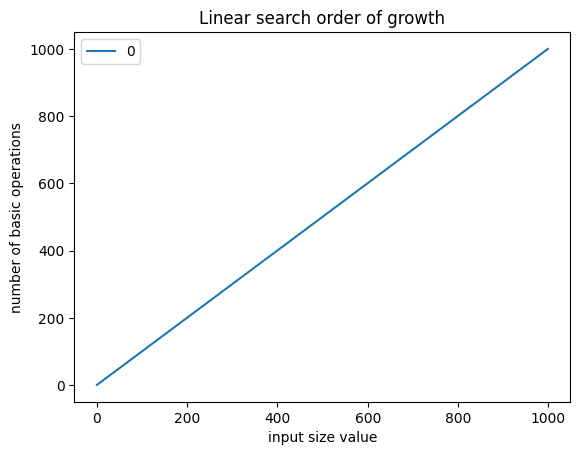 Linear search order of growth
0
1000
800
600
400
200
0
number of basic operations
0 200 400 600 800 1000
input size value